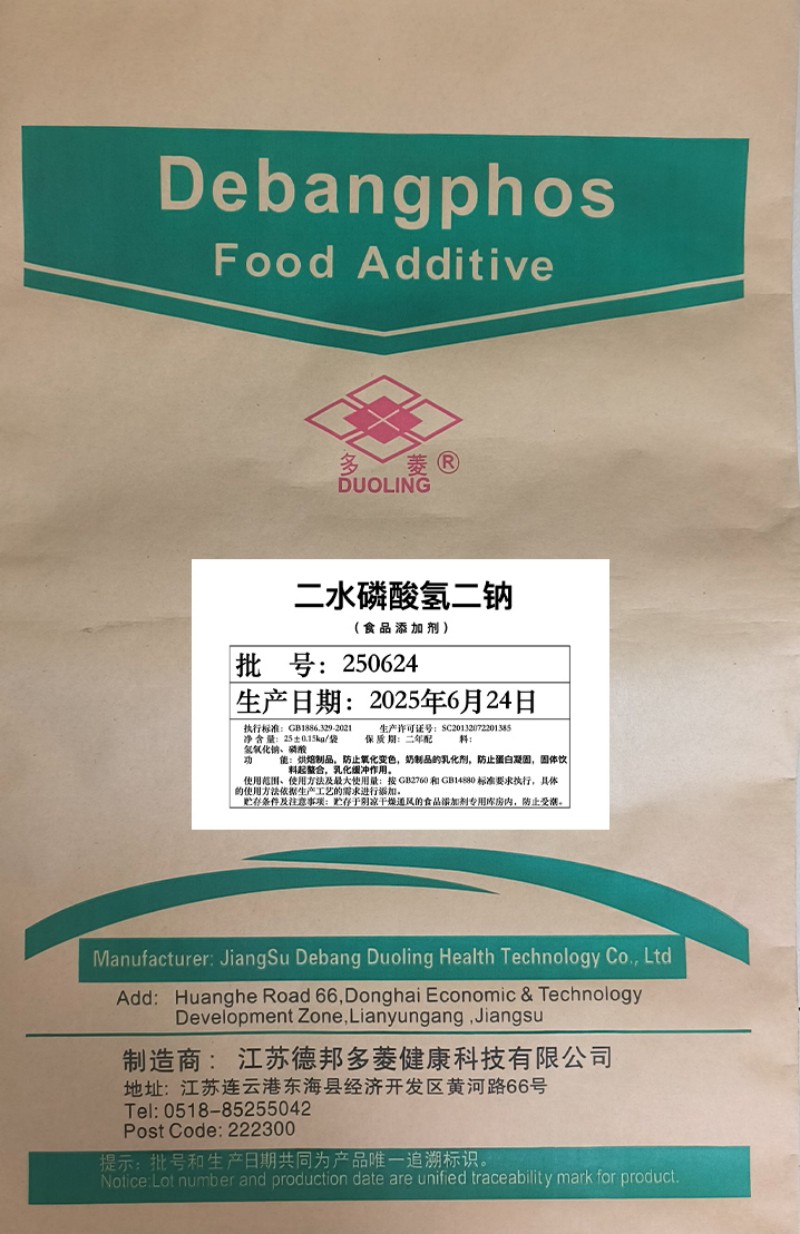 Debangphos
Food Additive
多 菱 ®
DUOLING
二水磷酸氢二钠
（食品添加剂）
批 号：250624
生产日期：2025年6月24日
执行标准：GB1886.329-2021 生产许可证号：SC20132072201385
净 含 量：25±0.15kg/袋 保 质 期：二年配 料：
氢氧化钠、磷酸
功 能：烘焙制品，防止氧化变色，奶制品的乳化剂，防止蛋白凝固，固体饮
料起螯合，乳化缓冲作用。
使用范围、使用方法及最大使用量：按 GB2760 和 GB14880 标准要求执行，具体
的使用方法依据生产工艺的需求进行添加。
贮存条件及注意事项：贮存于阴凉干燥通风的食品添加剂专用库房内，防止受潮。
Manufacturer: JiangSu Debang Duoling Health Technology Co., Ltd
Add: Huanghe Road 66,Donghai Economic & Technology
Development Zone,Lianyungang ,Jiangsu
制造商：江苏德邦多菱健康科技有限公司
地址：江苏连云港东海县经济开发区黄河路66号
Tel: 0518-85255042
Post Code: 222300
提示：批号和生产日期共同为产品唯一追溯标识。
Notice:Lot number and production date are unified traceability mark for product.